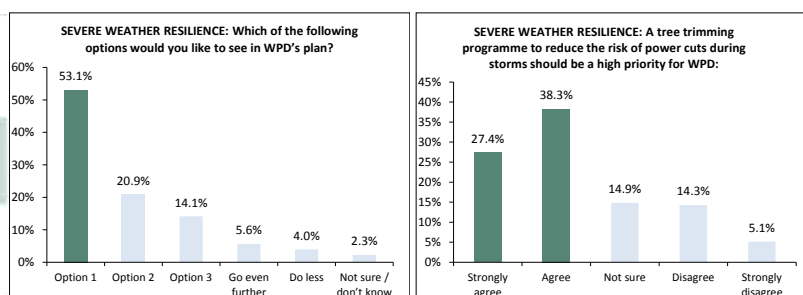 SEVERE WEATHER RESILIENCE: Which of the following
options would you like to see in WPD's plan?
60%
50%
40%
30%
20%
10%
0%
53.1%
20.9%
14.1%
5.6%
4.0%
2.3%
Option 1
Option 2
Option 3
Go even
further
Do less
Not sure /
don't know
SEVERE WEATHER RESILIENCE: A tree trimming
programme to reduce the risk of power cuts during
storms should be a high priority for WPD:
45%
40%
35%
30%
25%
20%
15%
10%
5%
0%
27.4%
38.3%
14.9%
14.3%
5.1%
Strongly
agree
Agree
Not sure
Disagree
Strongly
disagree